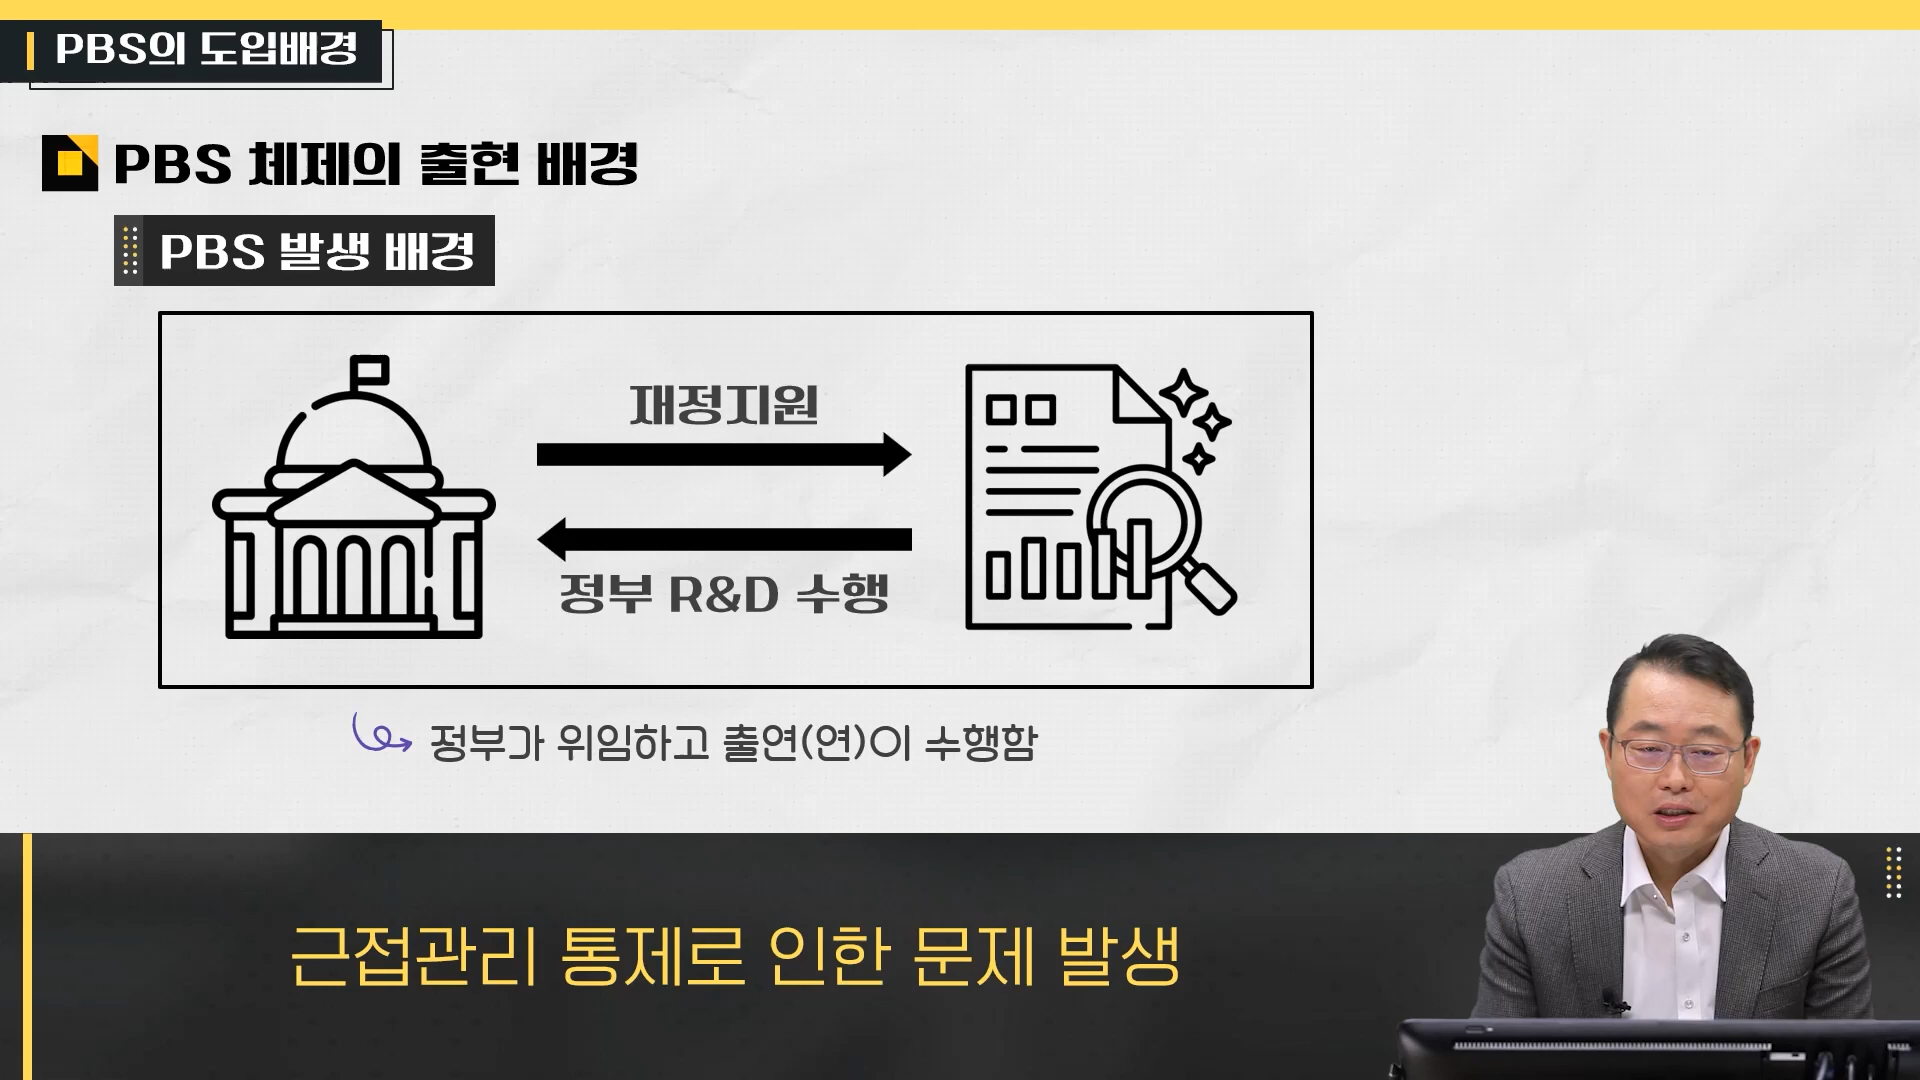 PBS의 도입배경
PBS 체제의 출현 배경
PBS 발생 배경
재정지원
정부 R&D 수행
정부가 위임하고 출연(연)이 수행함
근접관리 통제로 인한 문제 발생